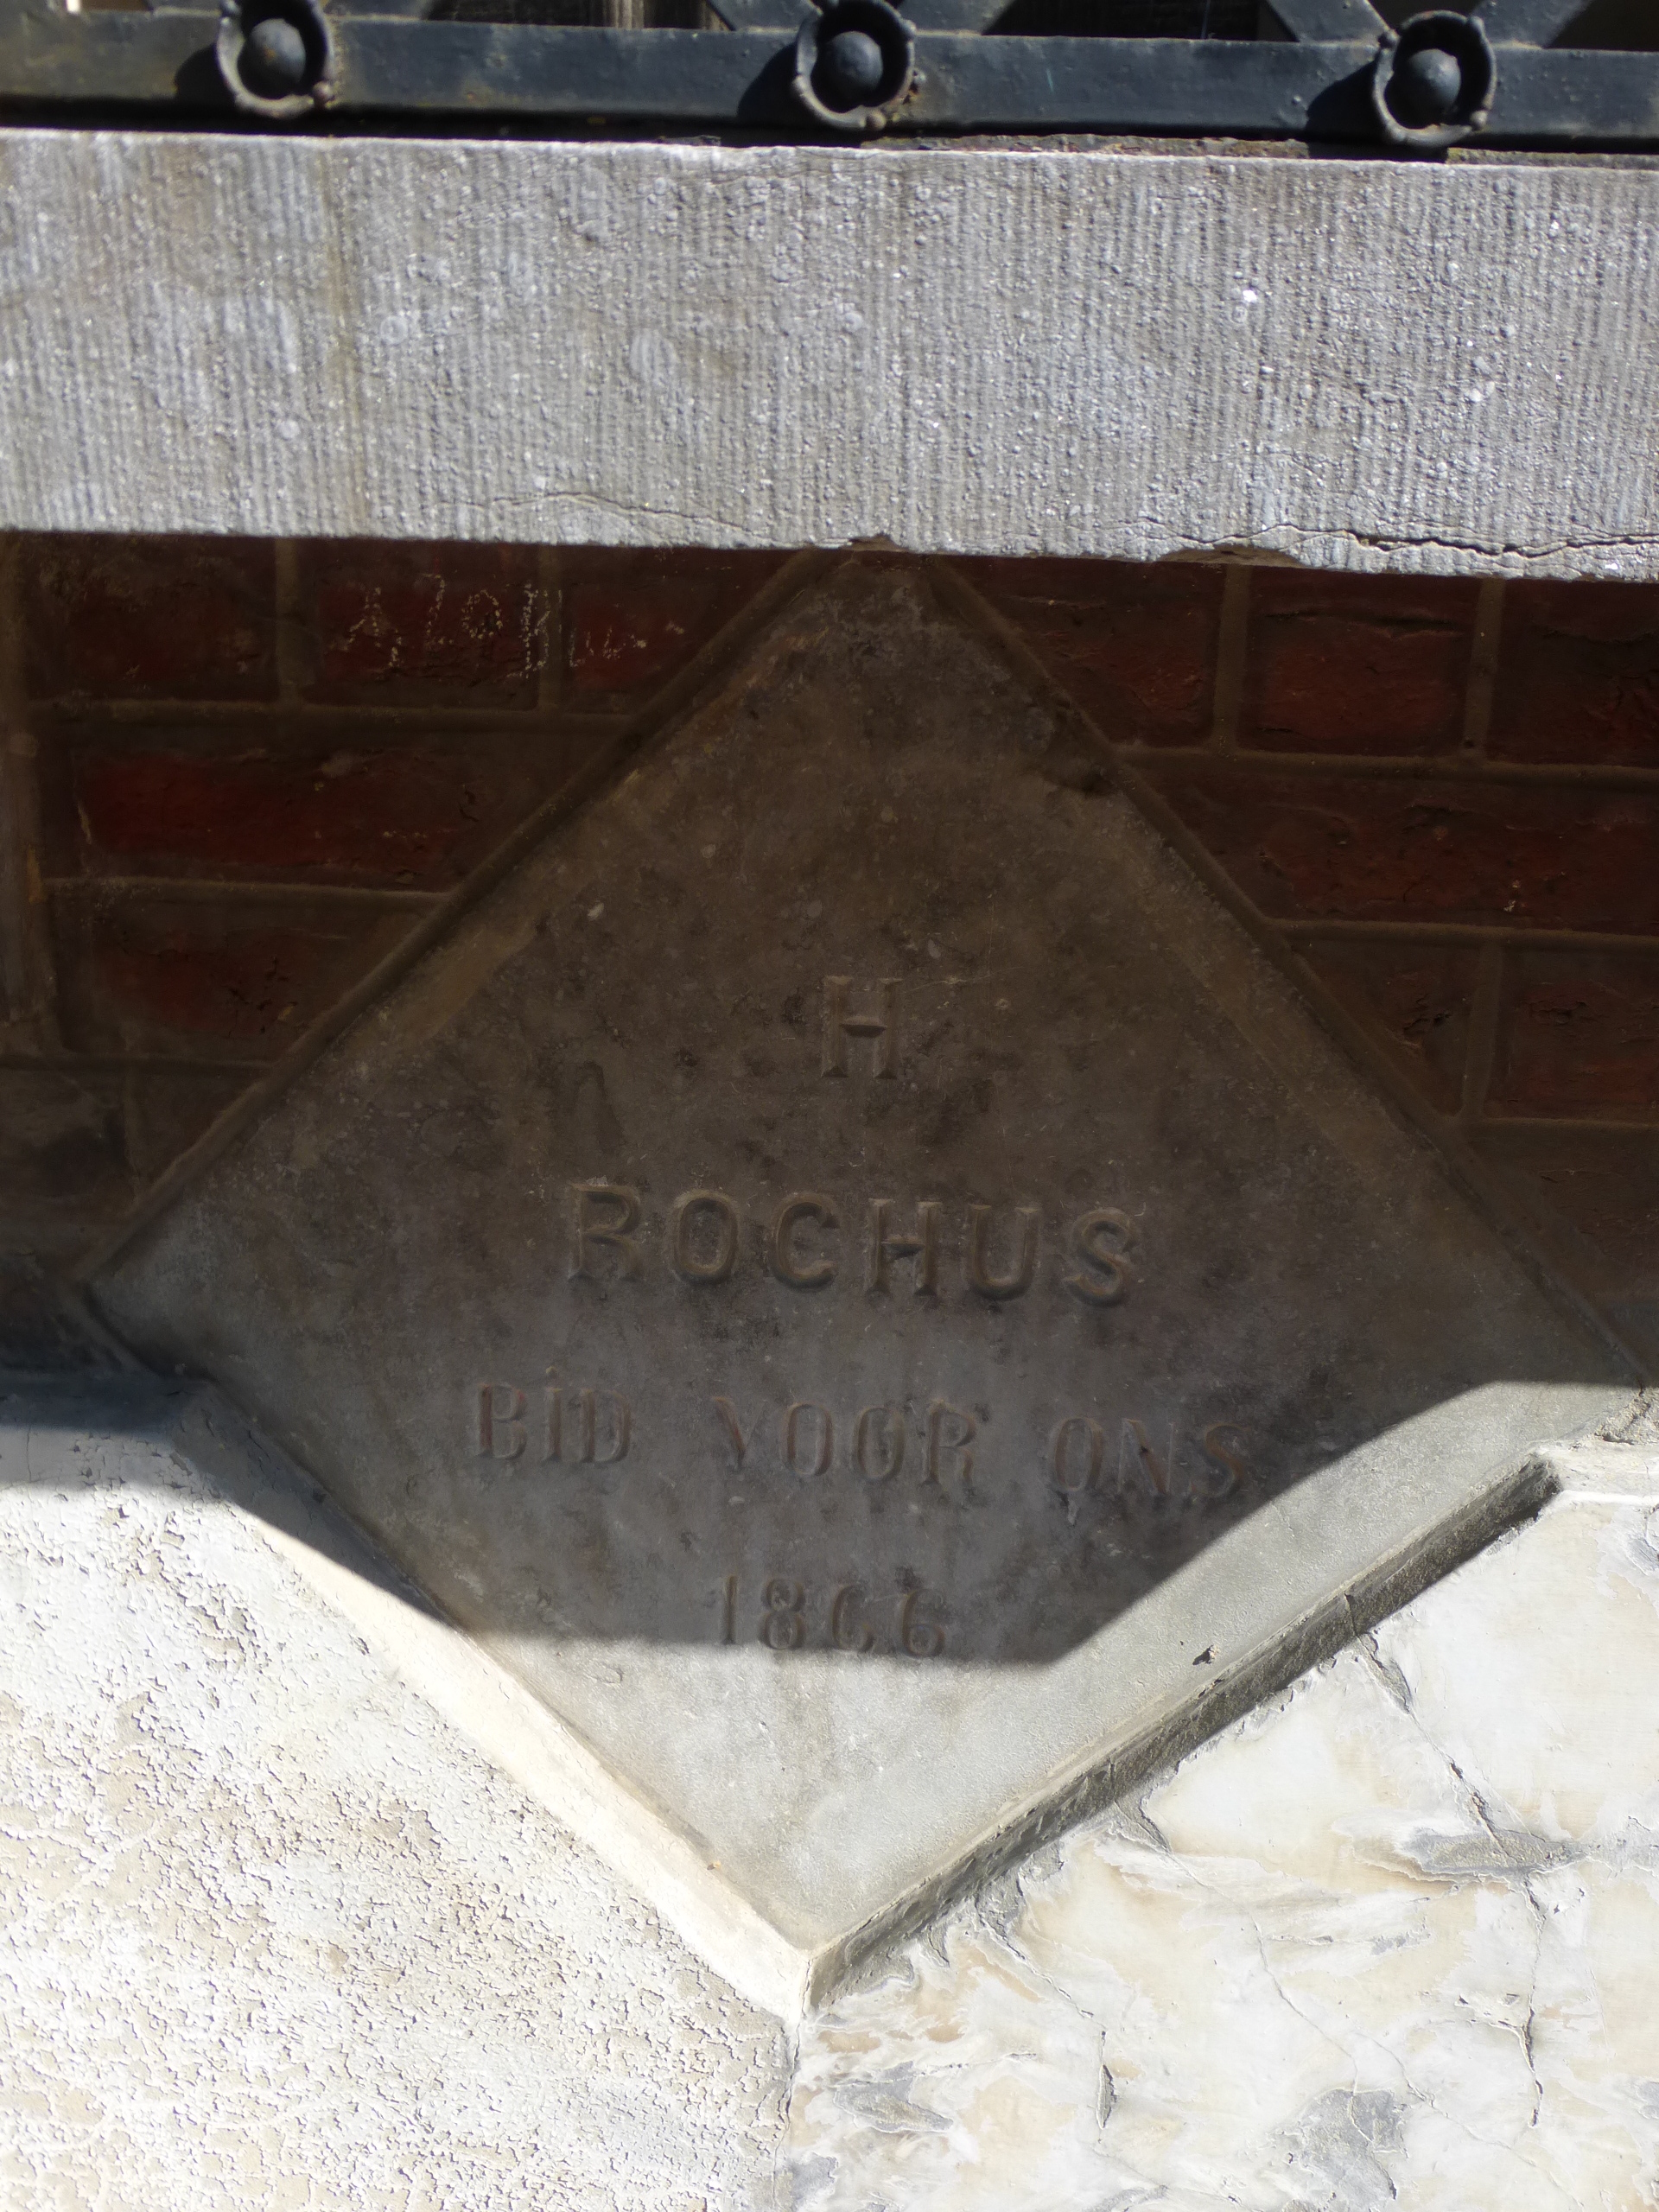 H
ROCHUS
BID VOOR ONS
1866